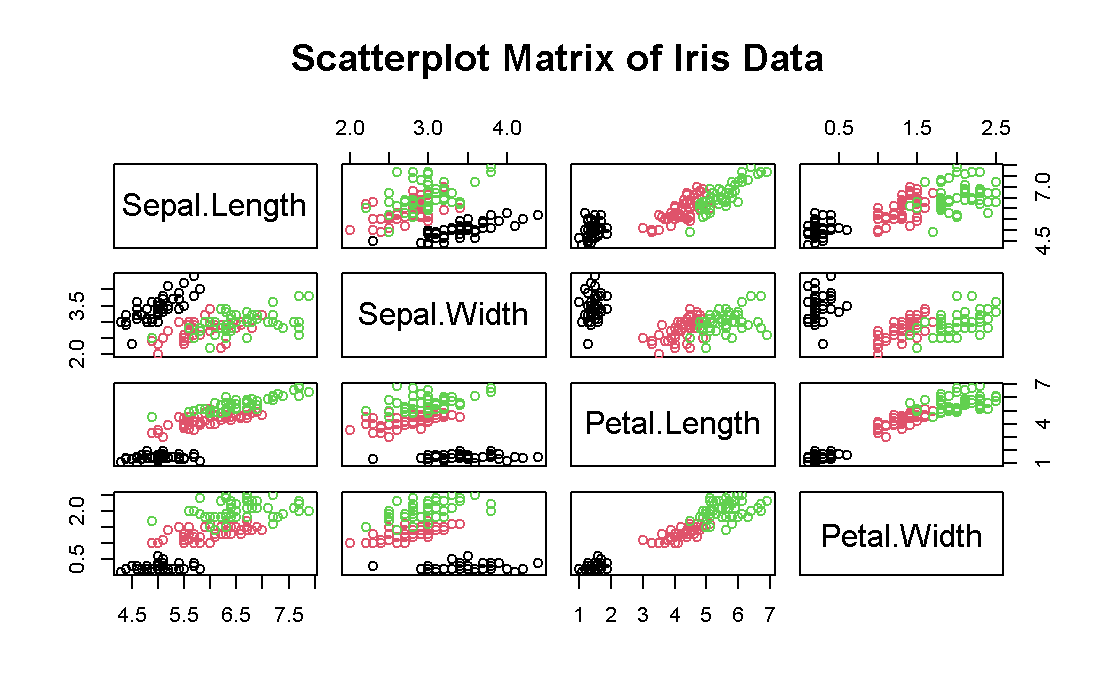 Scatterplot Matrix of Iris Data
2.0 3.0 4.0 0.5 1.5 2.5
Sepal.Length 4.5 7.0
2.0 3.5 Sepal.Width
Petal.Length 1 4 7
0.5 2.0 Petal.Width
4.5 5.5 6.5 7.5 1 2 3 4 5 6 7